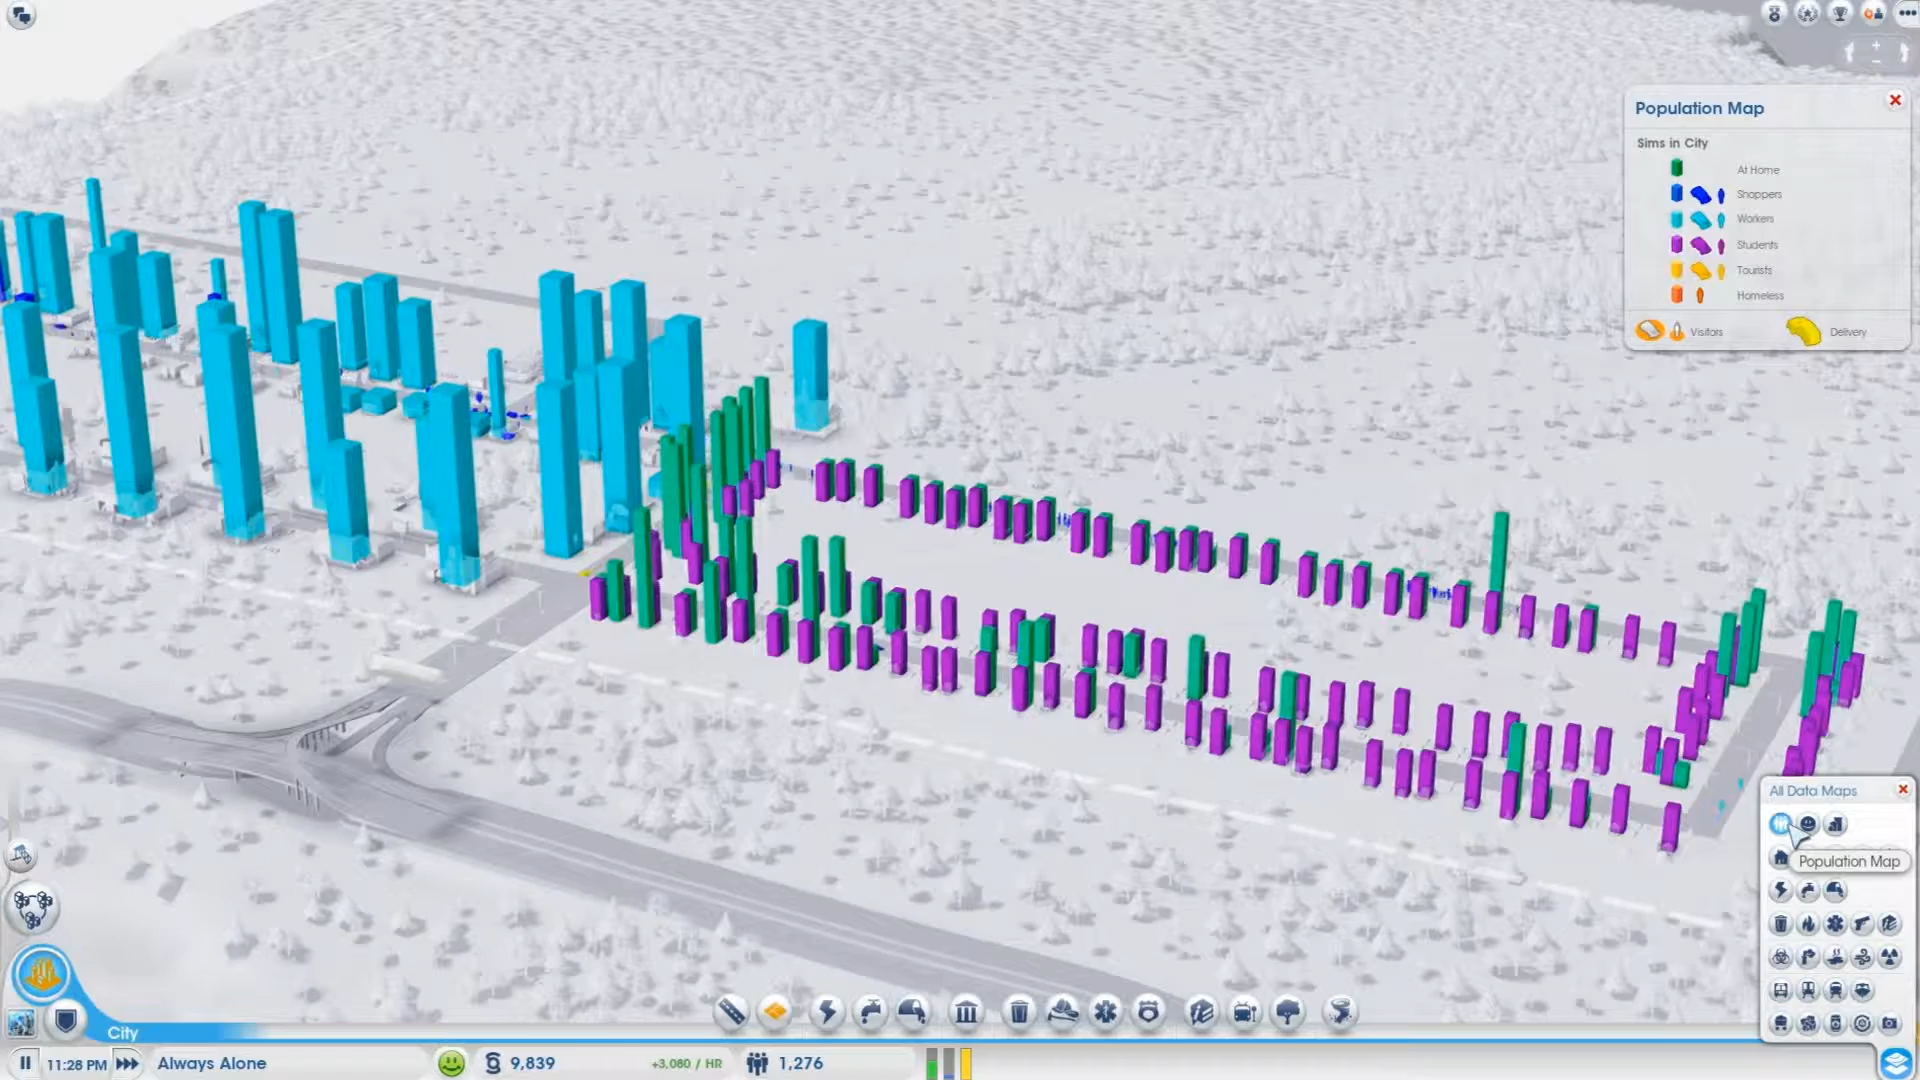 Population Map
Sims in City
At Home
Shoppers
Workers
Students
Tourists
Homeless
Visitors
Delivery
All Data Maps
Population Map
City
11:28 PM
Always Alone
9,839
+3,080 / HR
1,276